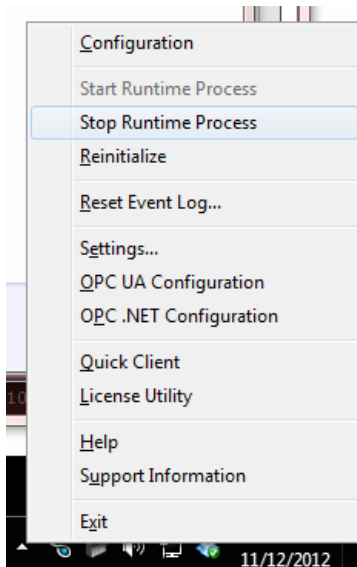 Configuration
Start Runtime Process
Stop Runtime Process
Reinitialize
Reset Event Log...
Settings...
OPC UA Configuration
OPC .NET Configuration
Quick Client
License Utility
10
Help
Support Information
Exit
11/12/2012